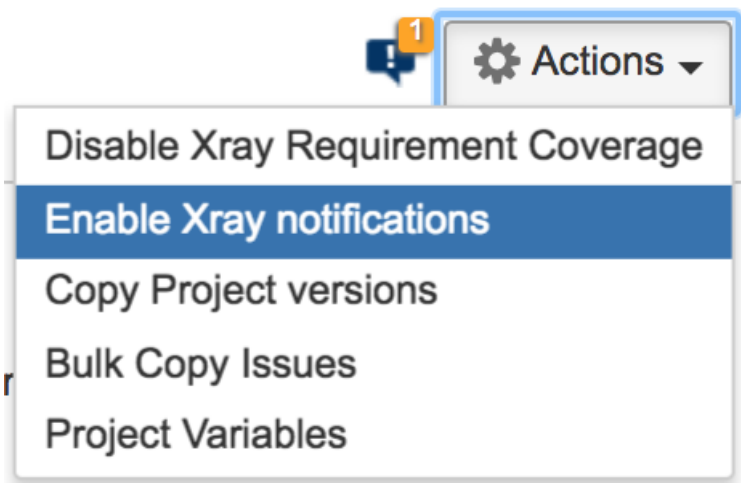 1
Actions
Disable Xray Requirement Coverage
Enable Xray notifications
Copy Project versions
Bulk Copy Issues
Project Variables